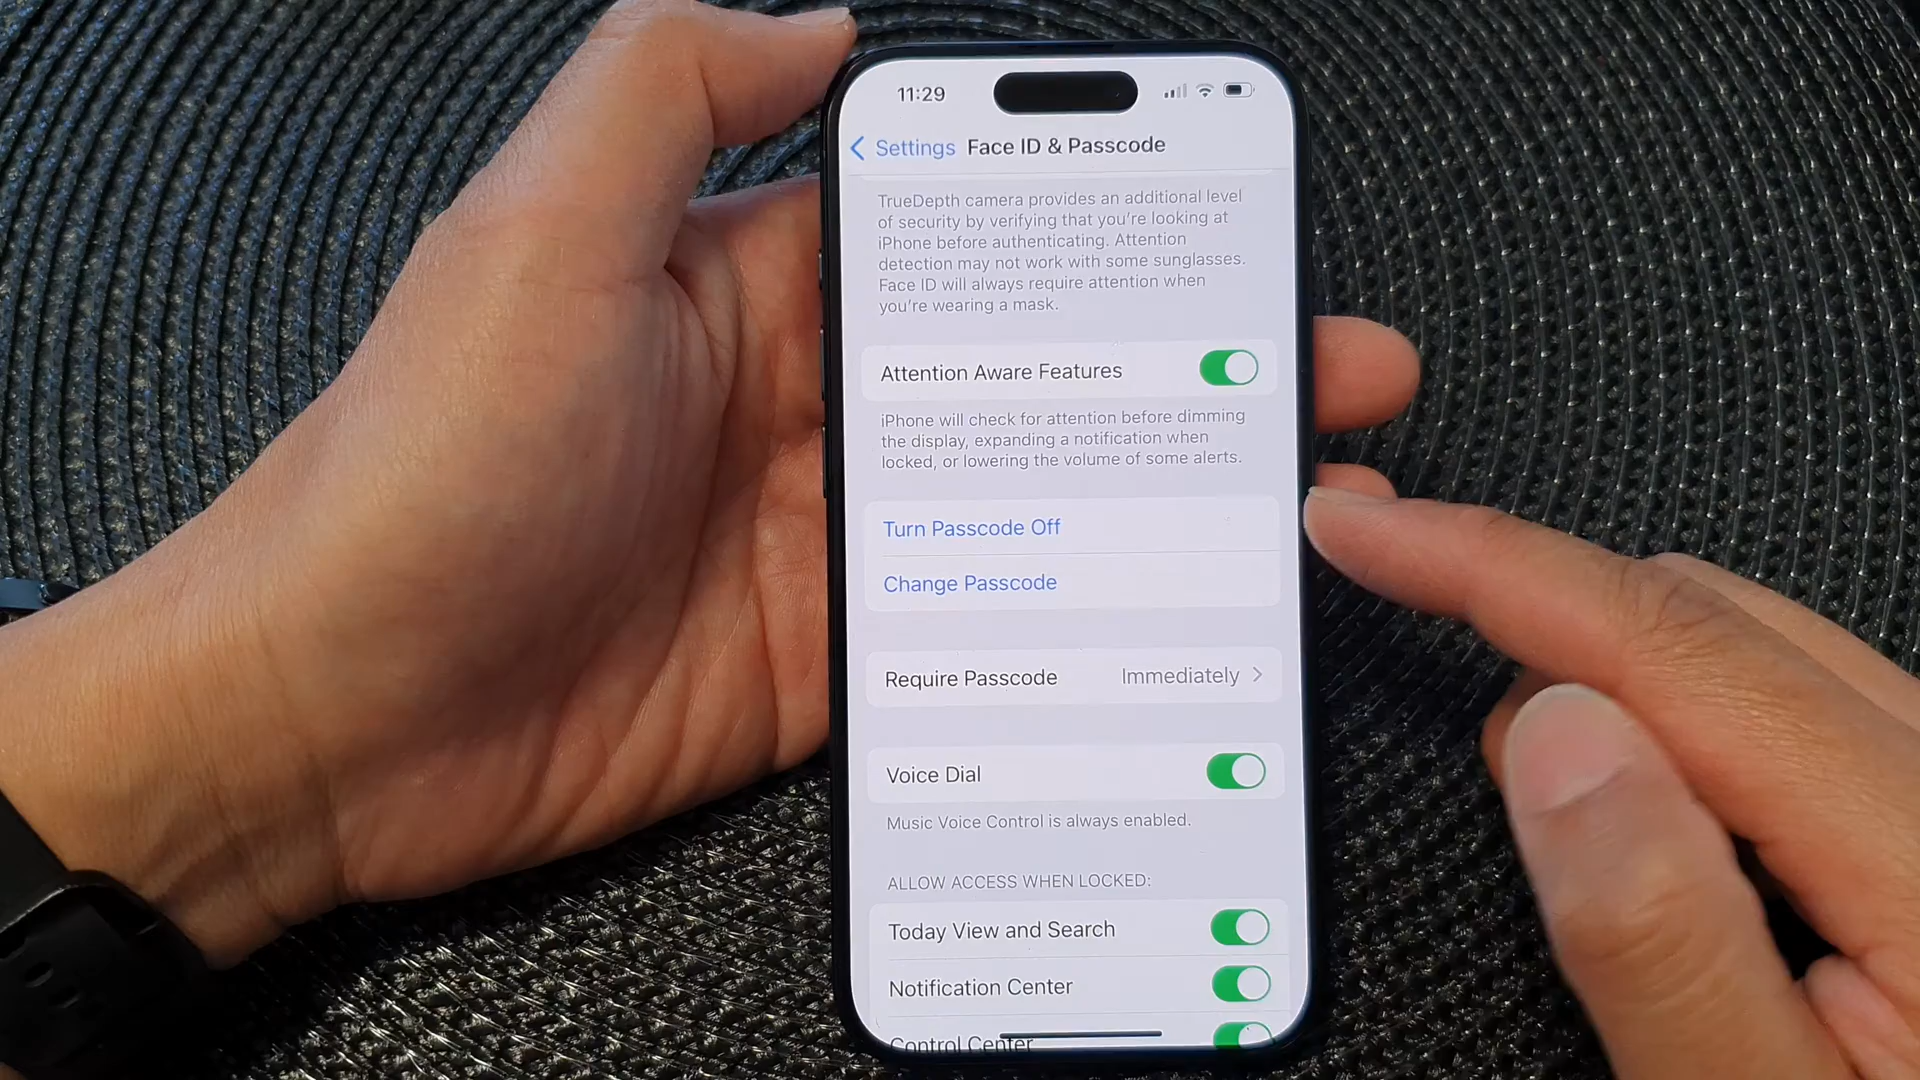 11:29
Settings Face ID & Passcode
TrueDepth camera provides an additional level
of security by verifying that you're looking at
iPhone before authenticating. Attention
detection may not work with some sunglasses.
Face ID will always require attention when
you're wearing a mask.
Attention Aware Features
iPhone will check for attention before dimming
the display, expanding a notification when
locked, or lowering the volume of some alerts.
Turn Passcode Off
Change Passcode
Require Passcode Immediately
Voice Dial
Music Voice Control is always enabled.
ALLOW ACCESS WHEN LOCKED:
Today View and Search
Notification Center
Control Center